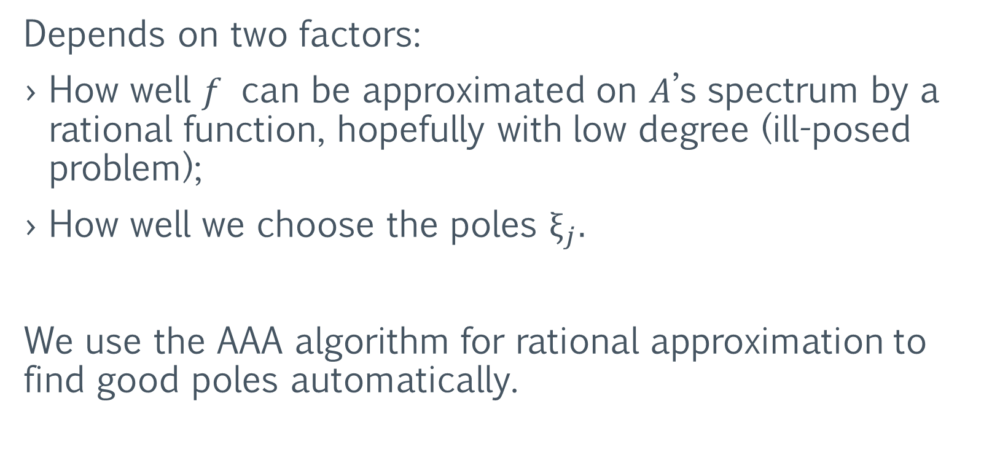 Depends on two factors:
› How well f can be approximated on A’s spectrum by a
rational function, hopefully with low degree (ill-posed
problem);
› How well we choose the poles ξj.
We use the AAA algorithm for rational approximation to
find good poles automatically.